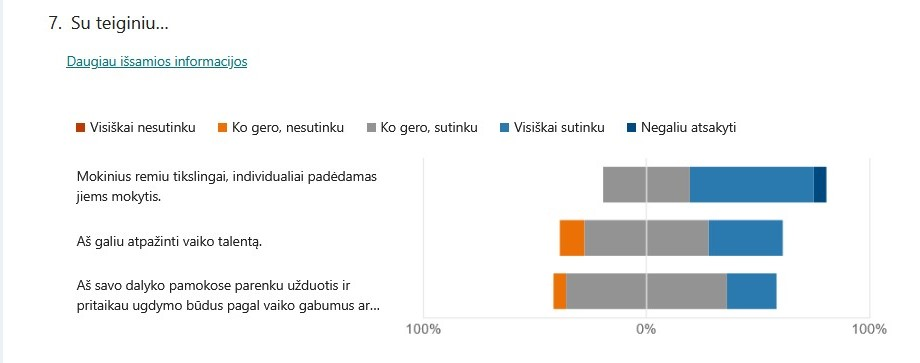 7. Su teiginiu...
Daugiau išsamios informacijos
Visiškai nesutinku Ko gero, nesutinku Ko gero, sutinku Visiškai sutinku Negaliu atsakyti
Mokinius remiu tikslingai, individualiai padėdamas
jiems mokytis.
Aš galiu atpažinti vaiko talentą.
Aš savo dalyko pamokose parenku užduotis ir
pritaikau ugdymo būdus pagal vaiko gabumus ar...
100% 0% 100%